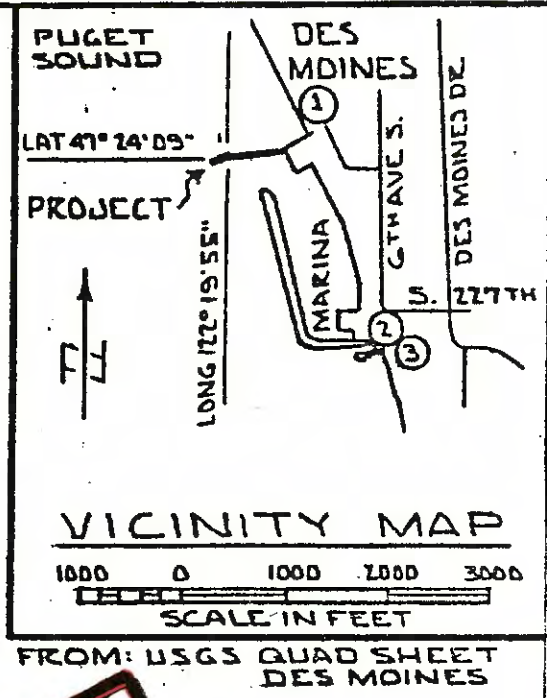 PUGET
SOUND
DES
MOINES
1
LAT 47° 24' 09"
PROJECT
6TH AVE S.
DES MOINES DR.
MARINA
S. 227TH
LONG 122° 19' 55"
2
3
N
VICINITY MAP
1000 0 1000 2000 3000
SCALE IN FEET
FROM: USGS QUAD SHEET
DES MOINES